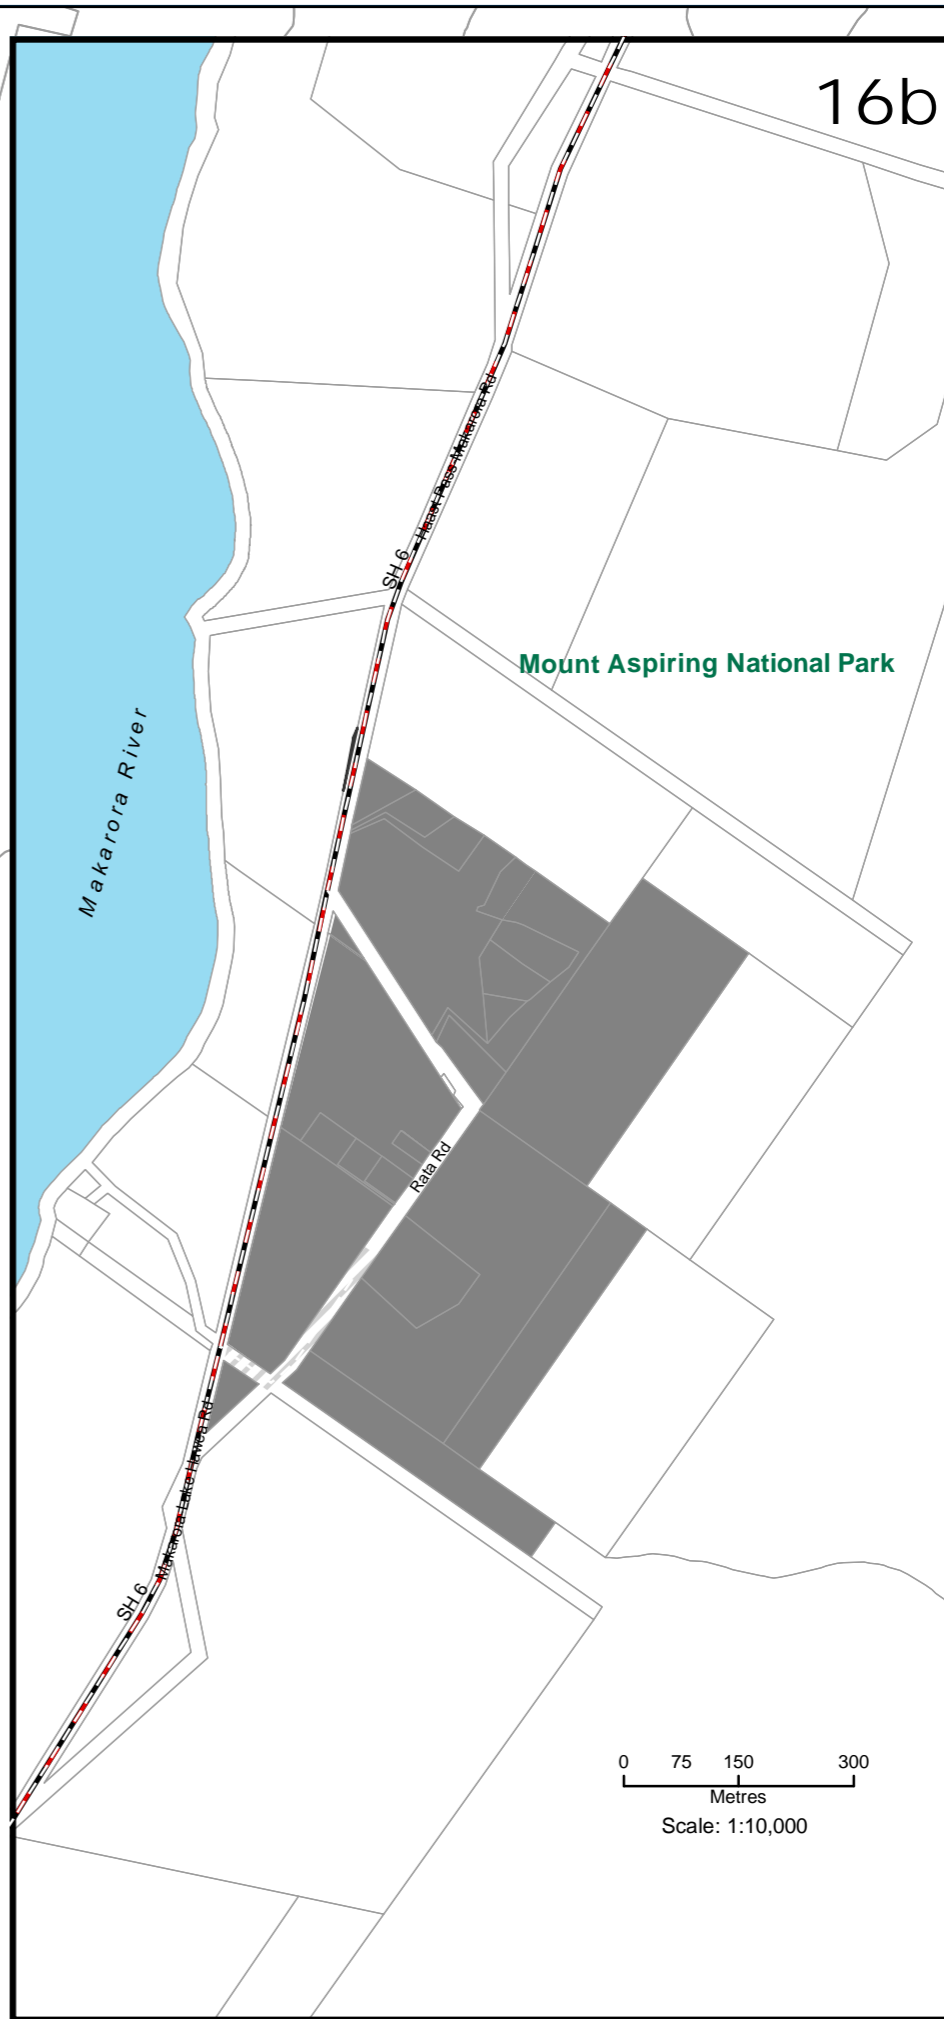 16b
Haast Pass-Makarora Rd
SH 6
Mount Aspiring National Park
Makarora River
Rata Rd
Makarora-Lake Hawea Rd
SH 6
0 75 150 300
Metres
Scale: 1:10,000